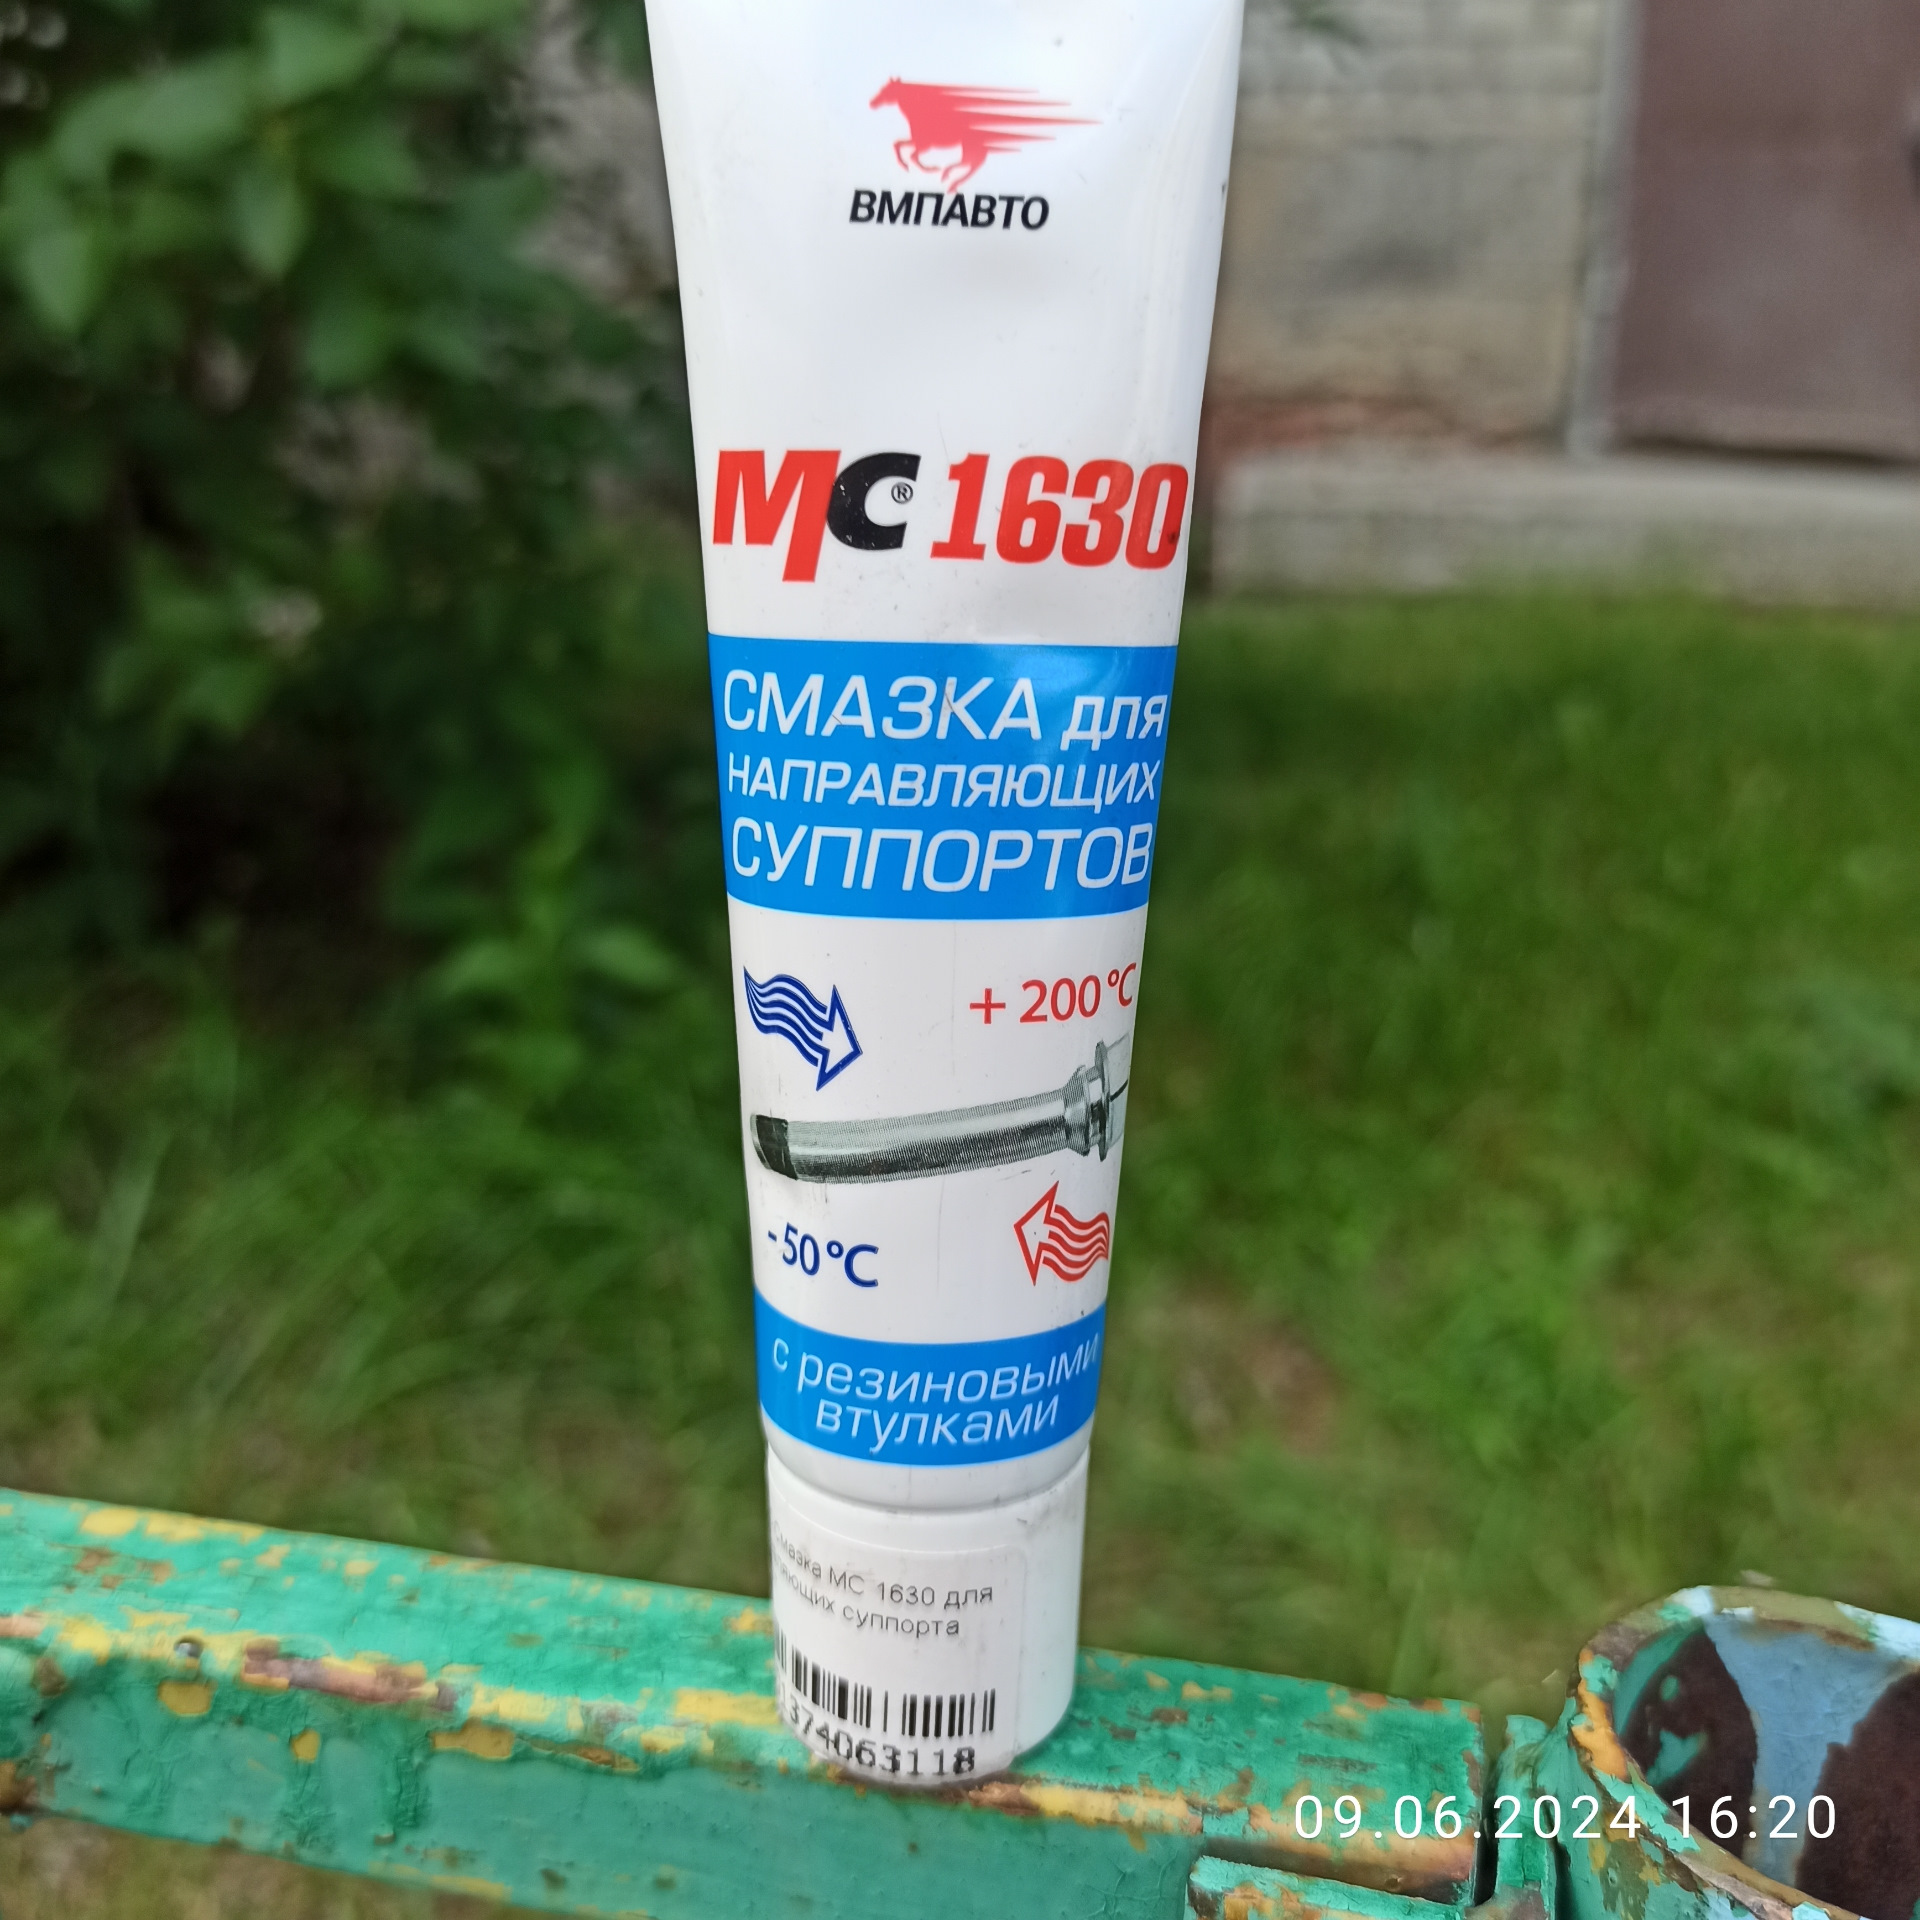 ВМПАВТО
МС® 1630
СМАЗКА для
НАПРАВЛЯЮЩИХ
СУППОРТОВ
+200°C
-50°C
с резиновыми
втулками
смазка МС 1630 для
суппорта
374063118
09.06.2024 16:20